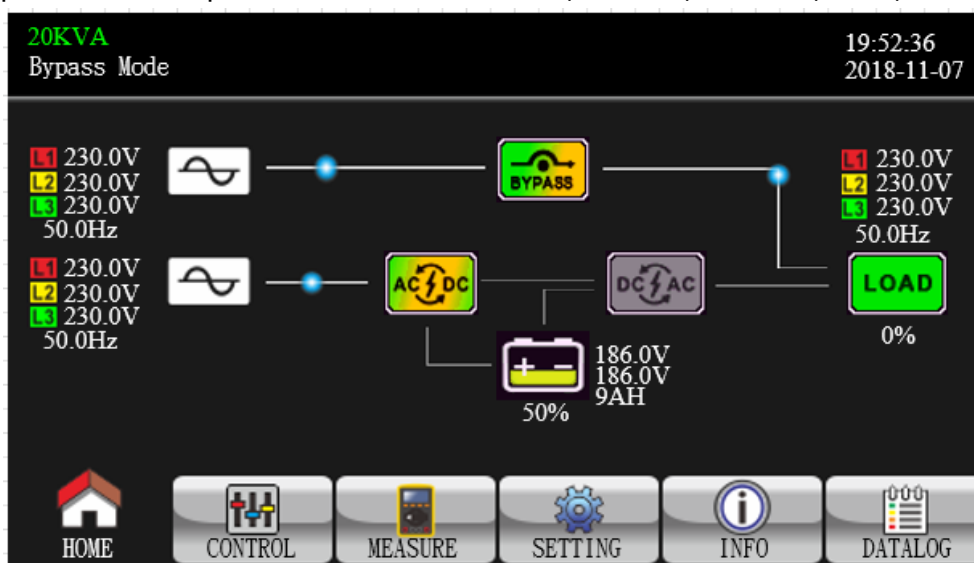 20KVA
Bypass Mode
19:52:36
2018-11-07
L1 230.0V
L2 230.0V
L3 230.0V
50.0Hz
BYPASS
L1 230.0V
L2 230.0V
L3 230.0V
50.0Hz
L1 230.0V
L2 230.0V
L3 230.0V
50.0Hz
AC DC
DC AC
LOAD
0%
+ −
186.0V
186.0V
9AH
50%
HOME
CONTROL
MEASURE
SETTING
INFO
DATALOG